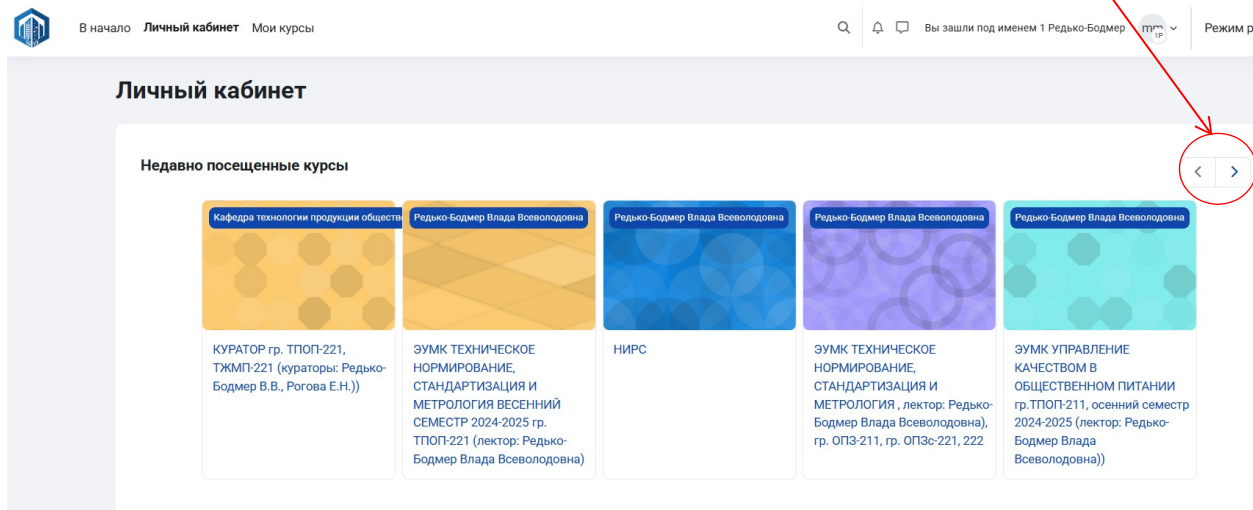 В начало Личный кабинет Мои курсы Вы зашли под именем 1 Редько-Бодмер mm 1Р Режим р
Личный кабинет
Недавно посещенные курсы
Кафедра технологии продукции обществе
КУРАТОР гр. ТПОП-221,
ТЖМП-221 (кураторы: Редько-
Бодмер В.В., Рогова Е.Н.))
Редько-Бодмер Влада Всеволодовна
ЭУМК ТЕХНИЧЕСКОЕ
НОРМИРОВАНИЕ,
СТАНДАРТИЗАЦИЯ И
МЕТРОЛОГИЯ ВЕСЕННИЙ
СЕМЕСТР 2024-2025 гр.
ТПОП-221 (лектор: Редько-
Бодмер Влада Всеволодовна)
Редько-Бодмер Влада Всеволодовна
НИРС
Редько-Бодмер Влада Всеволодовна
ЭУМК ТЕХНИЧЕСКОЕ
НОРМИРОВАНИЕ,
СТАНДАРТИЗАЦИЯ И
МЕТРОЛОГИЯ , лектор: Редько-
Бодмер Влада Всеволодовна),
гр. ОПЗ-211, гр. ОПЗс-221, 222
Редько-Бодмер Влада Всеволодовна
ЭУМК УПРАВЛЕНИЕ
КАЧЕСТВОМ В
ОБЩЕСТВЕННОМ ПИТАНИИ
гр.ТПОП-211, осенний семестр
2024-2025 (лектор: Редько-
Бодмер Влада
Всеволодовна))